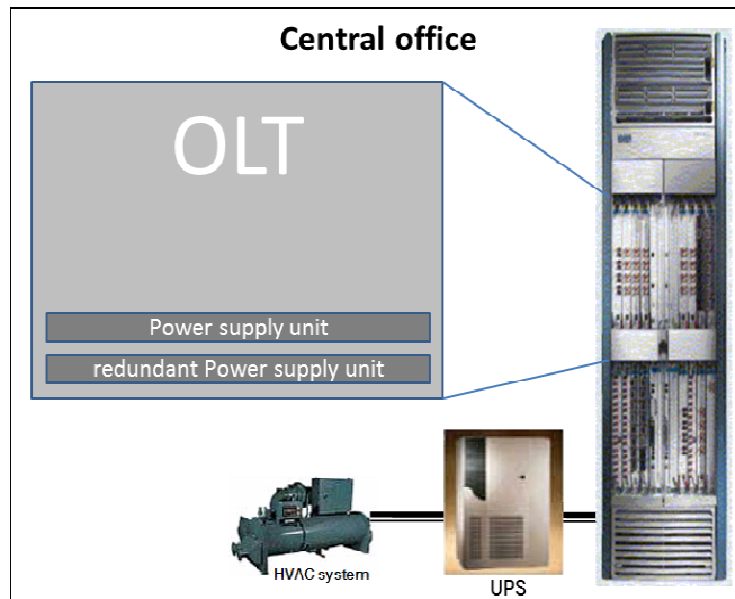 Central office
OLT
Power supply unit
redundant Power supply unit
HVAC system
UPS